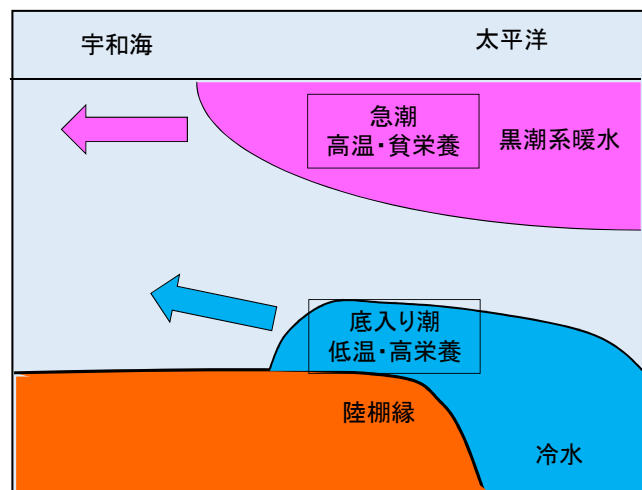 宇和海
太平洋
急潮
高温・貧栄養
黒潮系暖水
底入り潮
低温・高栄養
陸棚縁
冷水